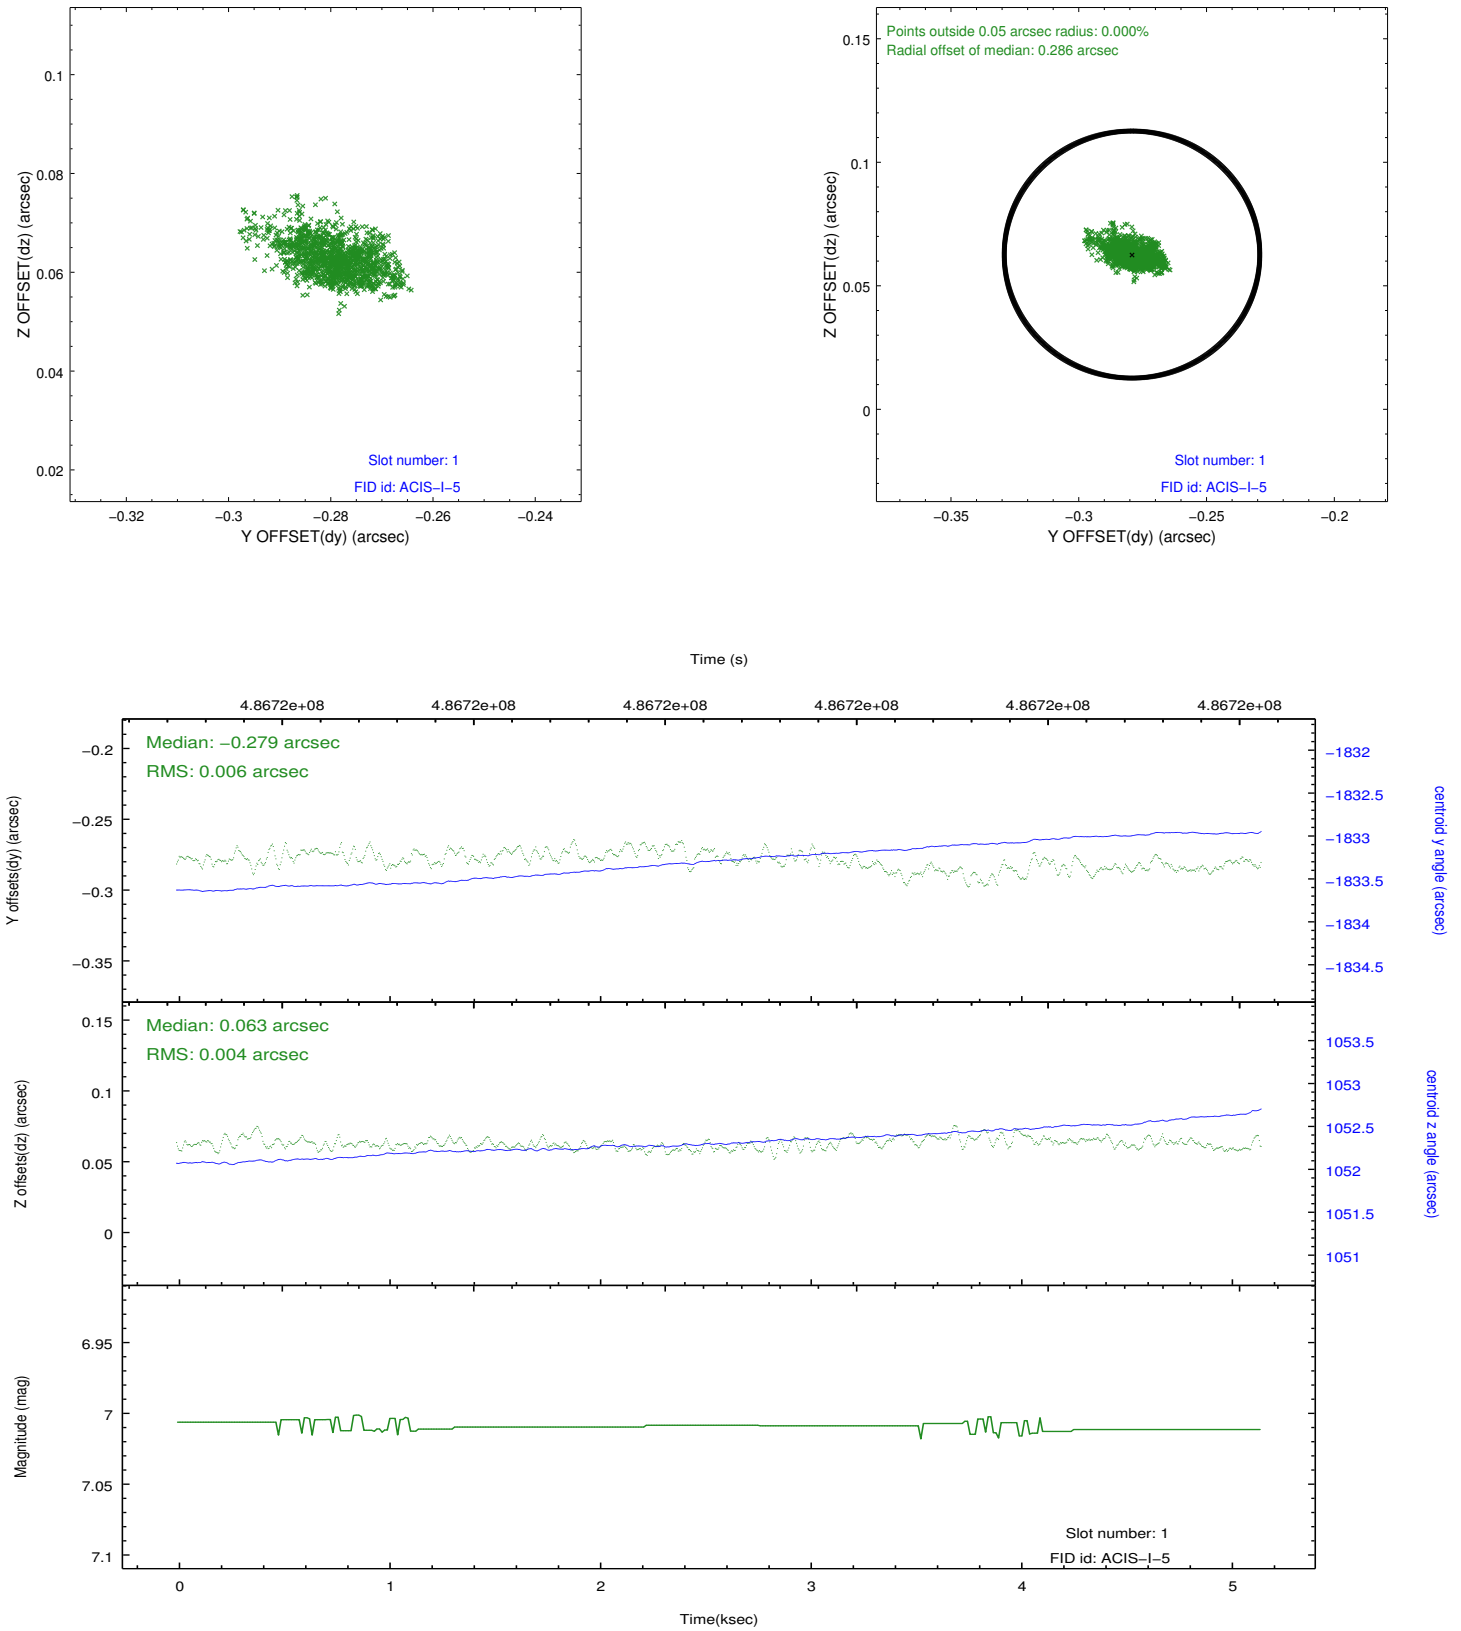 0.1
0.08
0.06
0.04
0.02
Z OFFSET(dz) (arcsec)
Slot number: 1
FID id: ACIS−I−5
−0.32
−0.3
−0.28
−0.26
−0.24
Y OFFSET(dy) (arcsec)
Points outside 0.05 arcsec radius: 0.000%
Radial offset of median: 0.286 arcsec
0.15
0.1
0.05
0
Z OFFSET(dz) (arcsec)
Slot number: 1
FID id: ACIS−I−5
−0.35
−0.3
−0.25
−0.2
Y OFFSET(dy) (arcsec)
Time (s)
4.8672e+08
4.8672e+08
4.8672e+08
4.8672e+08
4.8672e+08
4.8672e+08
Median: −0.279 arcsec
RMS: 0.006 arcsec
−0.2
−0.25
−0.3
−0.35
Y offsets(dy) (arcsec)
−1832
−1832.5
−1833
−1833.5
−1834
−1834.5
centroid y angle (arcsec)
Median: 0.063 arcsec
RMS: 0.004 arcsec
0.15
0.1
0.05
0
Z offsets(dz) (arcsec)
1053.5
1053
1052.5
1052
1051.5
1051
centroid z angle (arcsec)
6.95
7
7.05
7.1
Magnitude (mag)
Slot number: 1
FID id: ACIS−I−5
0
1
2
3
4
5
Time(ksec)